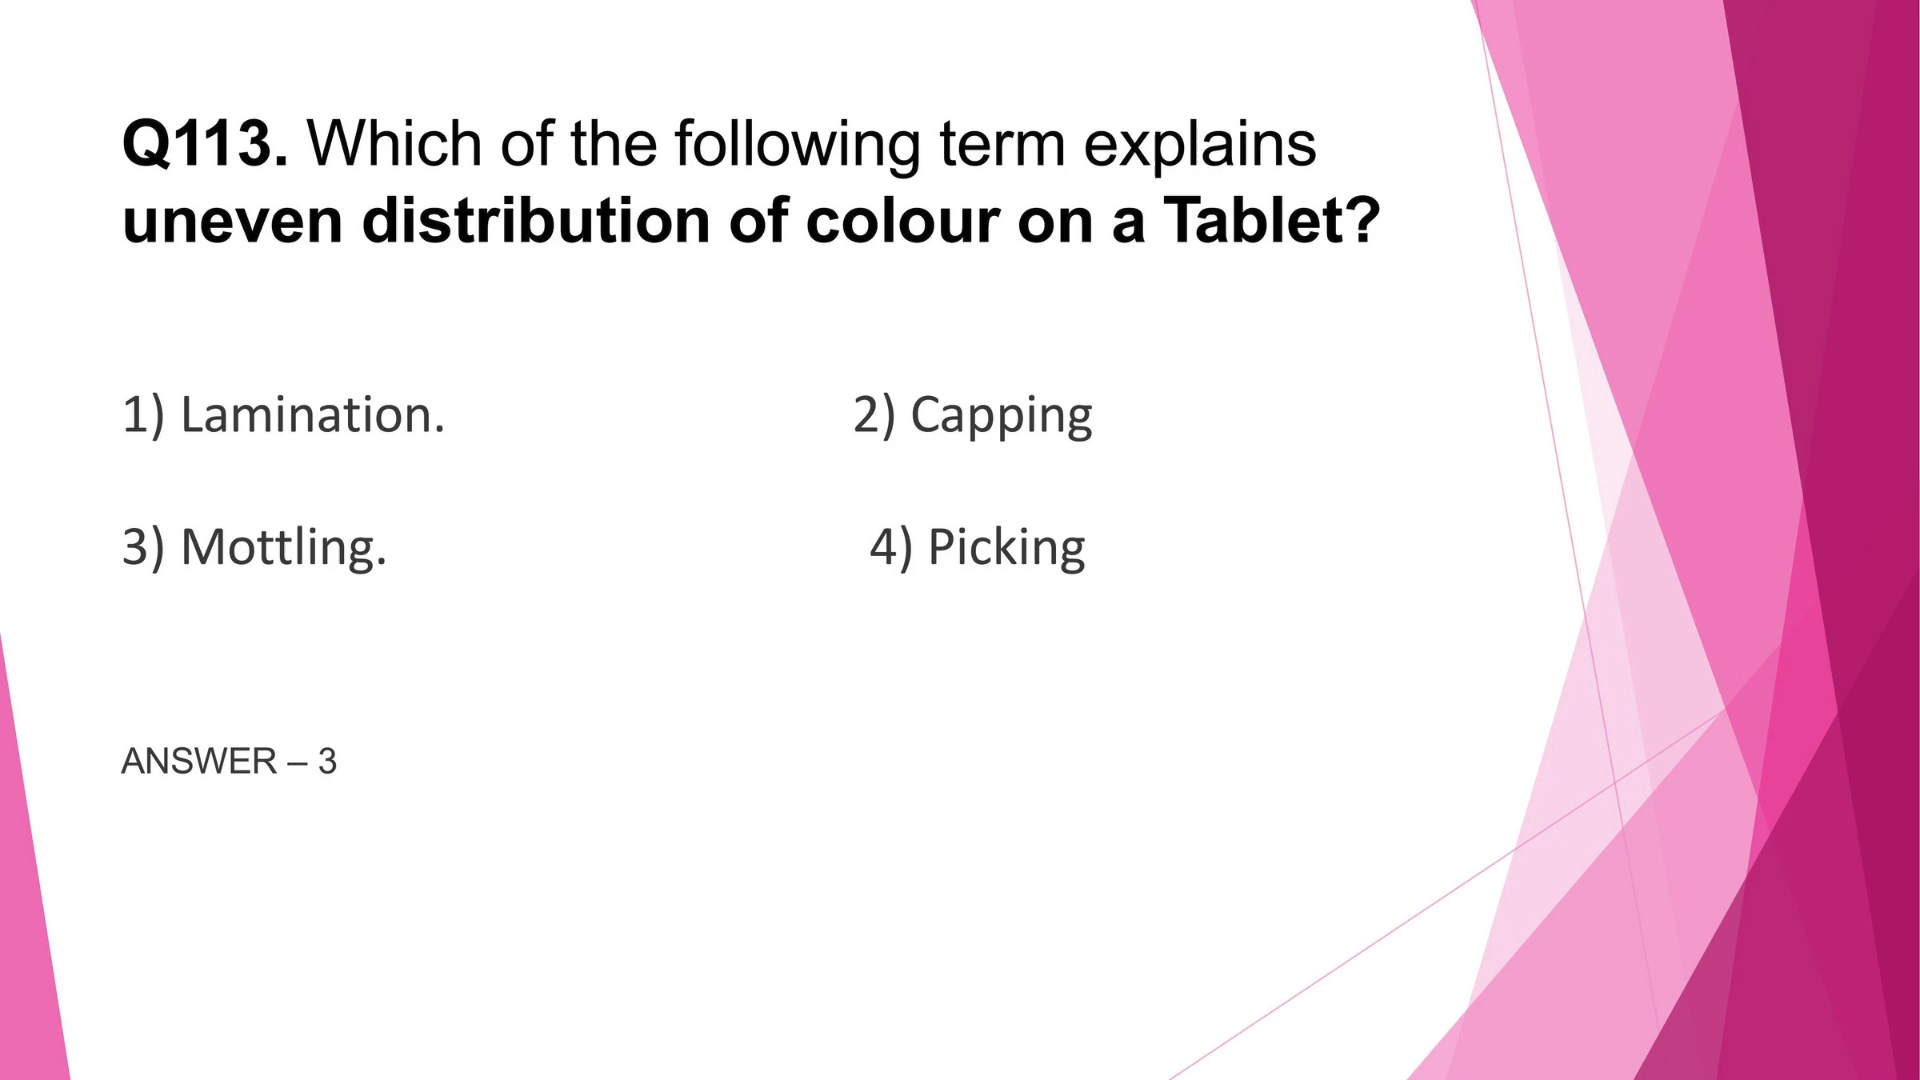 Q113. Which of the following term explains
uneven distribution of colour on a Tablet?
1) Lamination. 2) Capping
3) Mottling. 4) Picking
ANSWER – 3